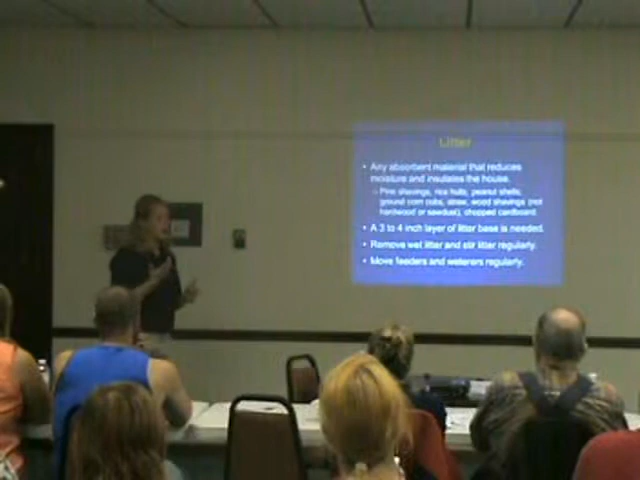 Litter
• Any absorbent material that reduces
moisture and insulates the house.
– Pine shavings, rice hulls, peanut shells,
ground corn cobs, straw, wood shavings (not
hardwood or sawdust), chopped cardboard.
• A 3 to 4 inch layer of litter base is needed.
• Remove wet litter and stir litter regularly.
• Move feeders and waterers regularly.